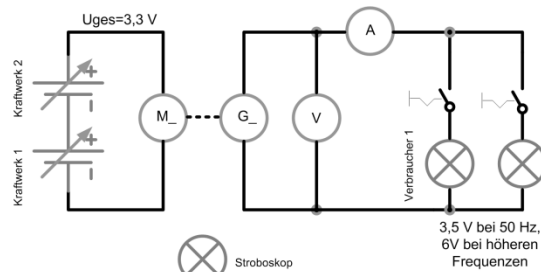 Uges=3,3 V
Kraftwerk 2
Kraftwerk 1
+
+
M_
G_
V
A
Verbraucher 1
3,5 V bei 50 Hz,
6V bei höheren
Frequenzen
Stroboskop